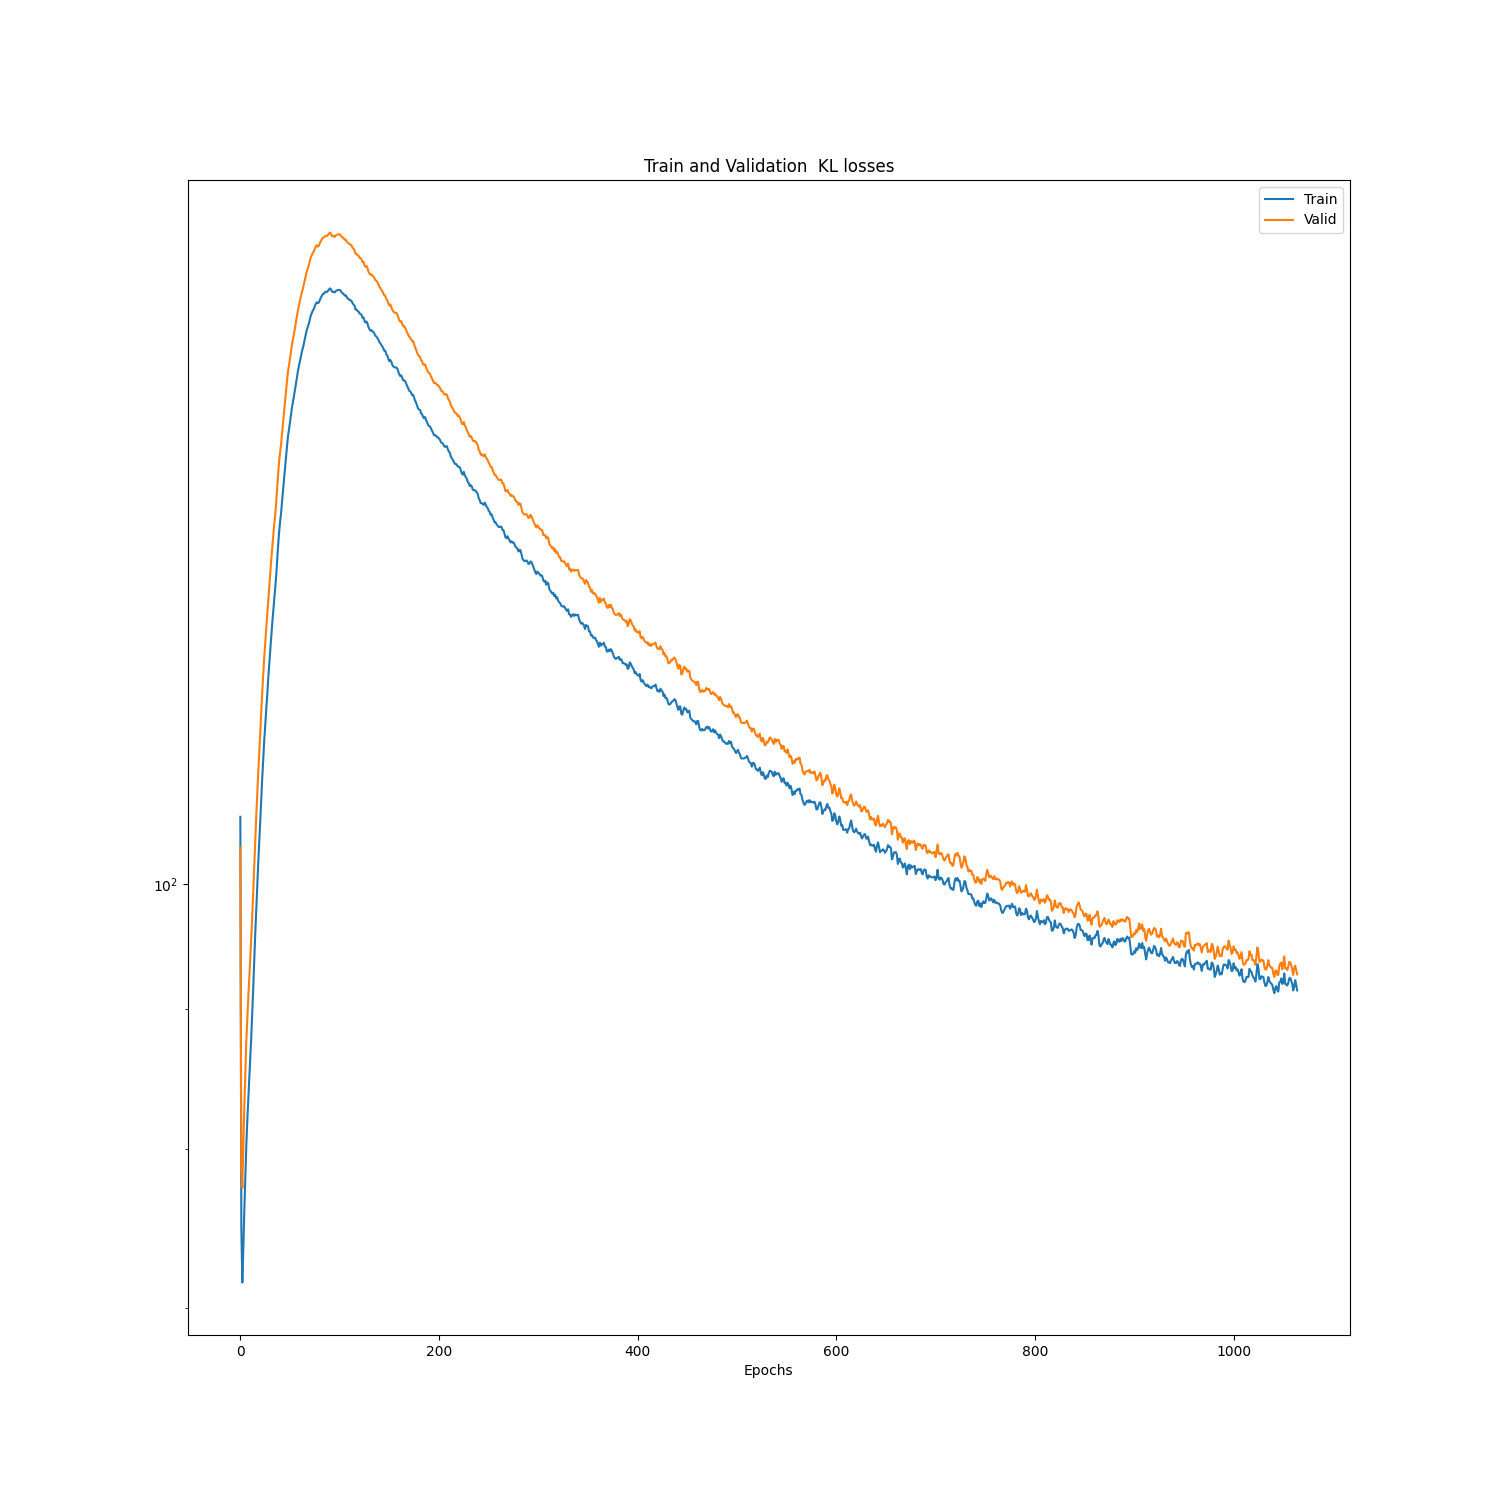 Train and Validation  KL losses
Train
Valid
10²
0 200 400 600 800 1000
Epochs